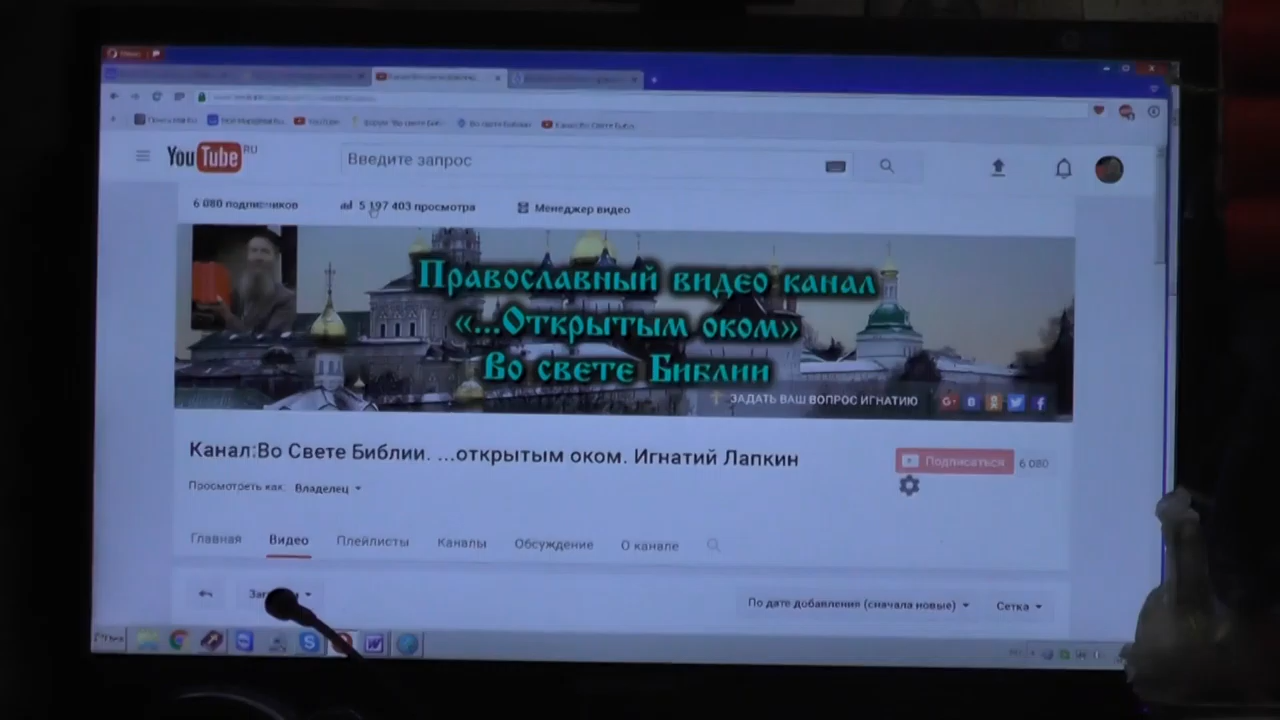 YouTube RU
Введите запрос
6 080 подписчиков
5 197 403 просмотра
Менеджер видео
Православный видео канал
«...Открытым оком»
Во свете Библии
ЗАДАТЬ ВАШ ВОПРОС ИГНАТИЮ
Канал:Во Свете Библии. ...открытым оком. Игнатий Лапкин
Подписаться 6 080
Просмотреть как: Владелец
Главная Видео Плейлисты Каналы Обсуждение О канале
По дате добавления (сначала новые) Сетка